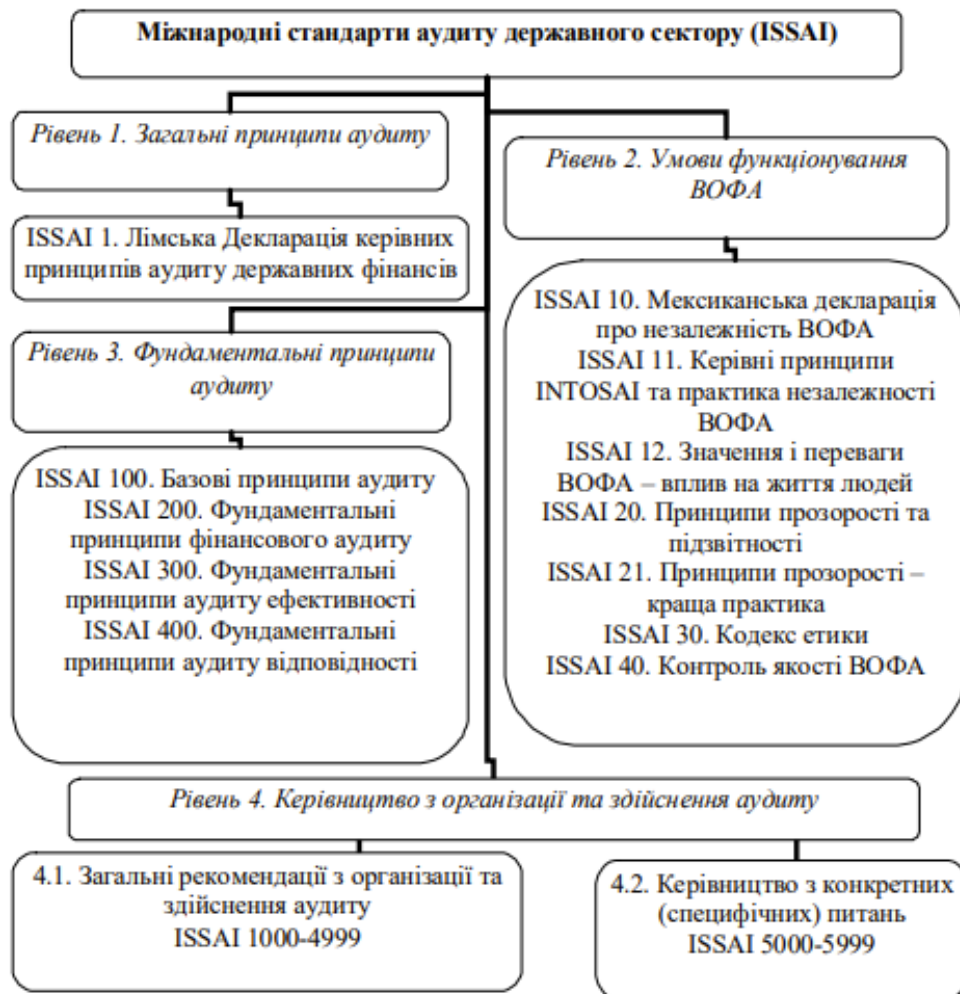 Міжнародні стандарти аудиту державного сектору (ISSAI)
Рівень 1. Загальні принципи аудиту
ISSAI 1. Лімська Декларація керівних
принципів аудиту державних фінансів
Рівень 2. Умови функціонування
ВОФА
ISSAI 10. Мексиканська декларація
про незалежність ВОФА
ISSAI 11. Керівні принципи
INTOSAI та практика незалежності
ВОФА
ISSAI 12. Значення і переваги
ВОФА – вплив на життя людей
ISSAI 20. Принципи прозорості та
підзвітності
ISSAI 21. Принципи прозорості –
краща практика
ISSAI 30. Кодекс етики
ISSAI 40. Контроль якості ВОФА
Рівень 3. Фундаментальні принципи
аудиту
ISSAI 100. Базові принципи аудиту
ISSAI 200. Фундаментальні
принципи фінансового аудиту
ISSAI 300. Фундаментальні
принципи аудиту ефективності
ISSAI 400. Фундаментальні
принципи аудиту відповідності
Рівень 4. Керівництво з організації та здійснення аудиту
4.1. Загальні рекомендації з організації та
здійснення аудиту
ISSAI 1000-4999
4.2. Керівництво з конкретних
(специфічних) питань
ISSAI 5000-5999